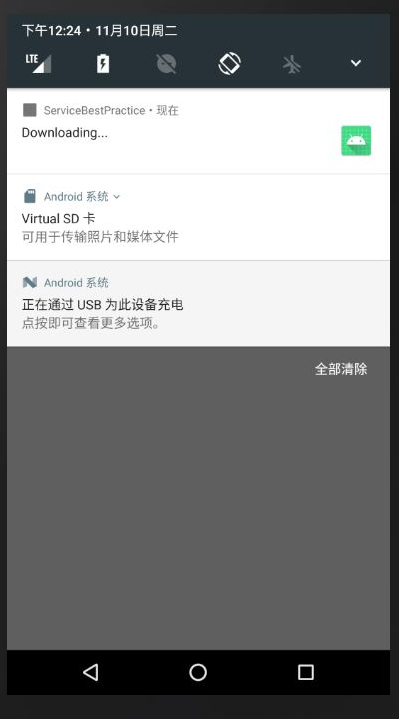 下午12:24 • 11月10日周二
LTE
ServiceBestPractice • 现在
Downloading...
Android 系统
Virtual SD 卡
可用于传输照片和媒体文件
Android 系统
正在通过 USB 为此设备充电
点按即可查看更多选项。
全部清除